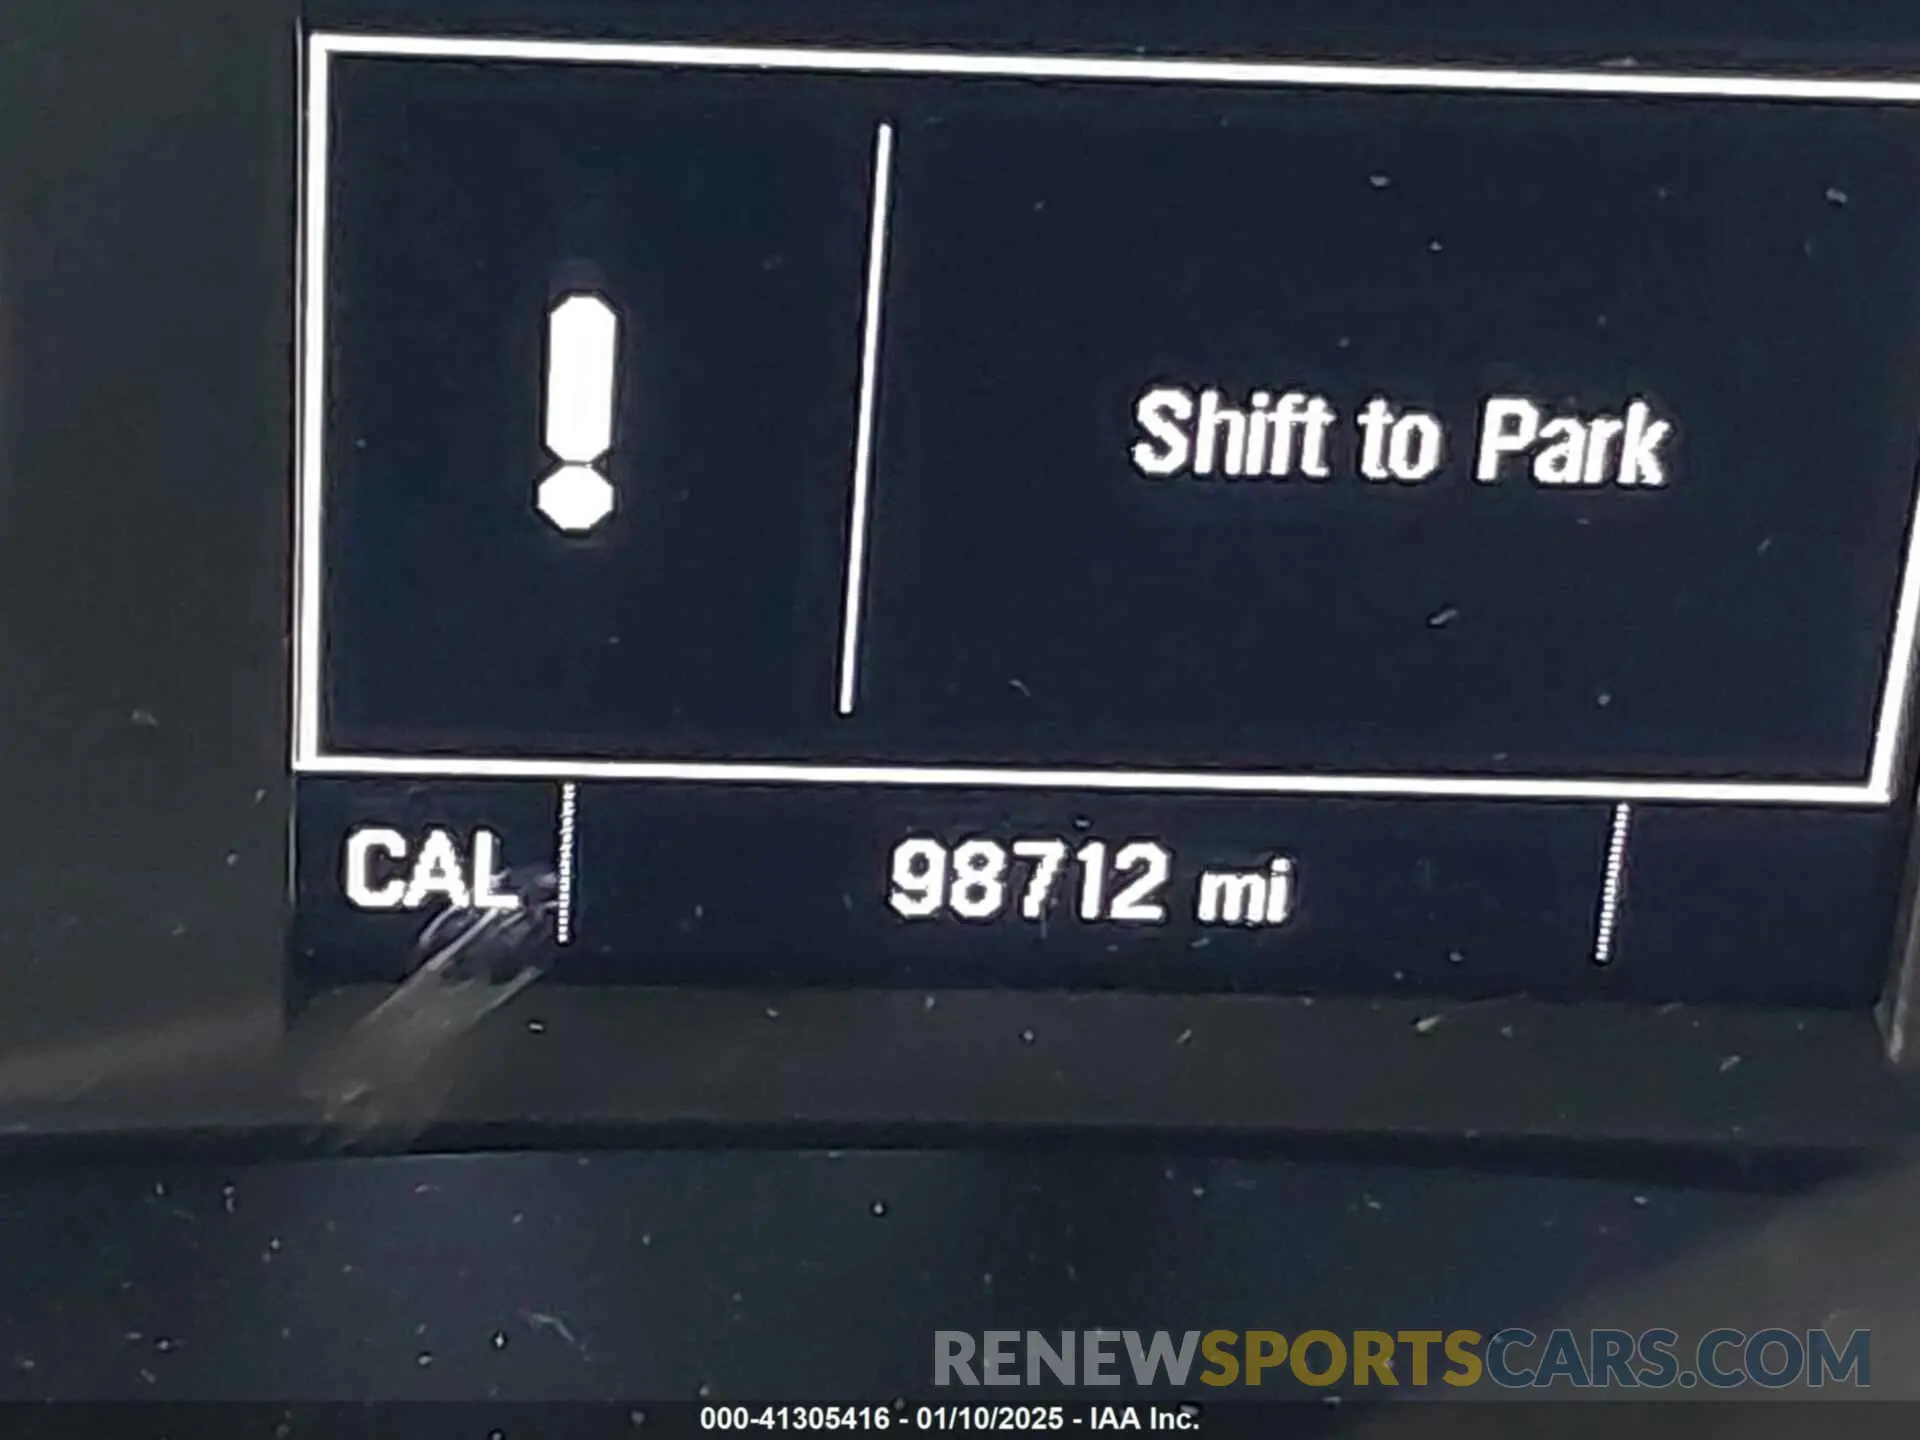 !
Shift to Park
CAL 98712 mi
RENEWSPORTSCARS.COM
000-41305416 - 01/10/2025 - IAA Inc.